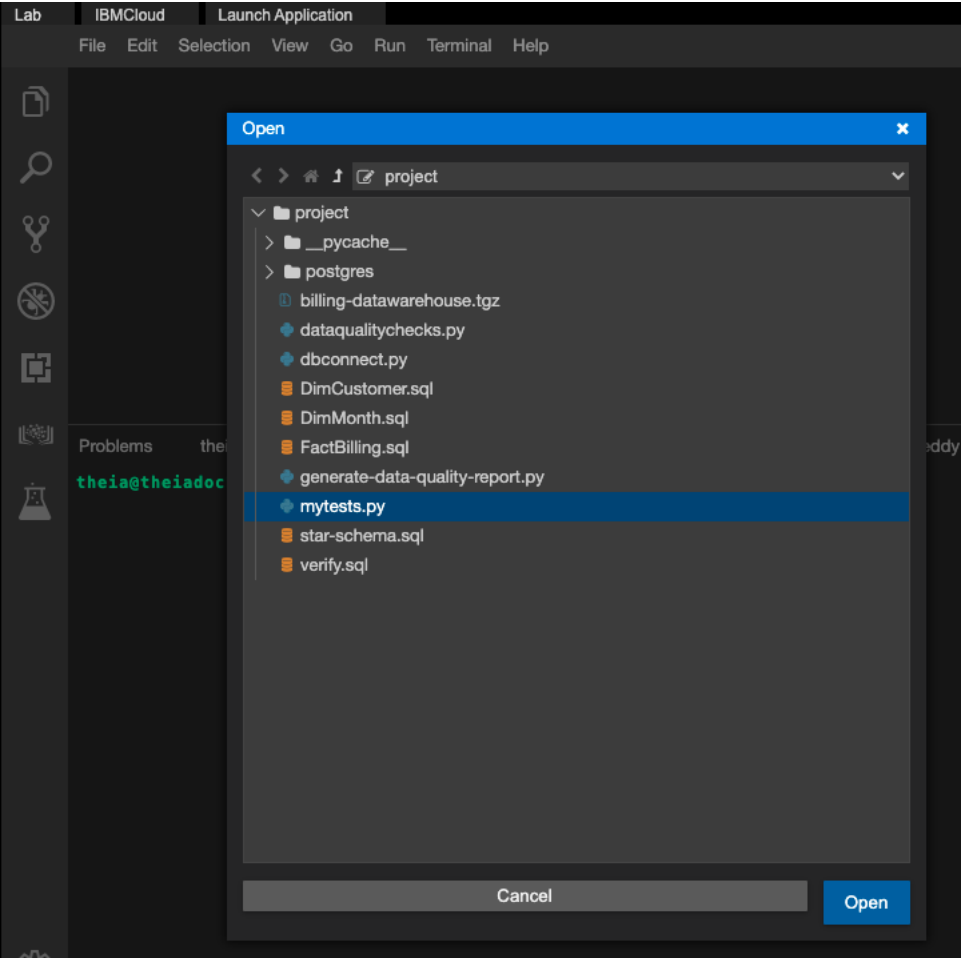 Lab IBMCloud Launch Application
File Edit Selection View Go Run Terminal Help
Open
project
project
__pycache__
postgres
billing-datawarehouse.tgz
dataqualitychecks.py
dbconnect.py
DimCustomer.sql
DimMonth.sql
FactBilling.sql
generate-data-quality-report.py
mytests.py
star-schema.sql
verify.sql
Problems thei eddy
theia@theiadoc
Cancel Open